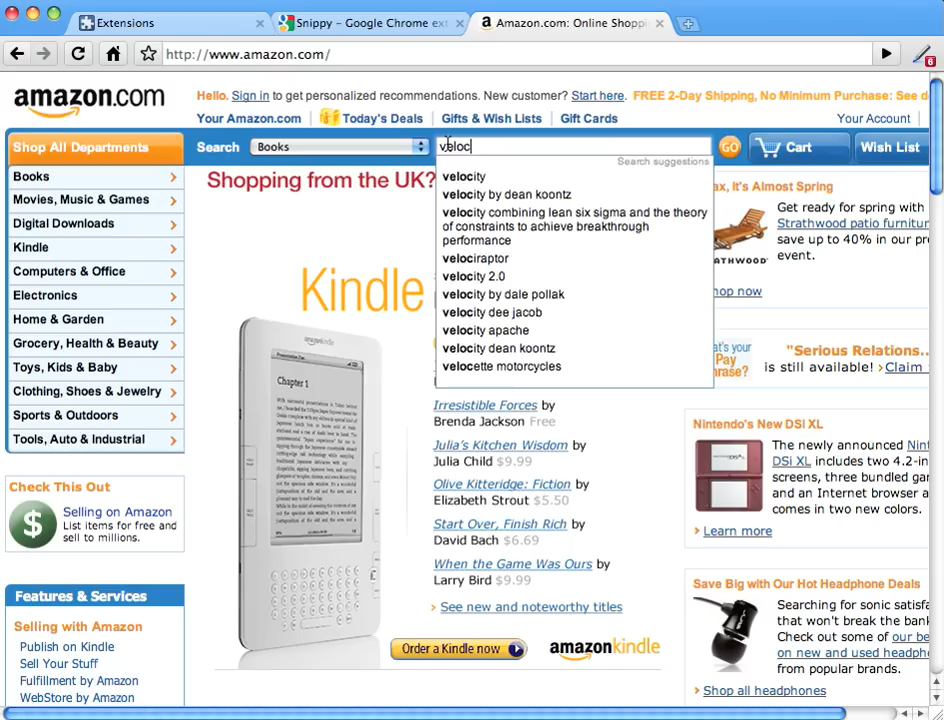 Extensions
Snippy – Google Chrome ex
Amazon.com: Online Shoppi
http://www.amazon.com/
6
amazon.com
Hello. Sign in to get personalized recommendations. New customer? Start here.
FREE 2-Day Shipping, No Minimum Purchase: See d
Your Amazon.com
Today's Deals
Gifts & Wish Lists
Gift Cards
Your Account
Shop All Departments
Search
Books
veloc
GO
Cart
Wish List
Search suggestions
velocity
velocity by dean koontz
velocity combining lean six sigma and the theory
of constraints to achieve breakthrough
performance
velociraptor
velocity 2.0
velocity by dale pollak
velocity dee jacob
velocity apache
velocity dean koontz
velocette motorcycles
Books
Movies, Music & Games
Digital Downloads
Kindle
Computers & Office
Electronics
Home & Garden
Grocery, Health & Beauty
Toys, Kids & Baby
Clothing, Shoes & Jewelry
Sports & Outdoors
Tools, Auto & Industrial
Check This Out
Selling on Amazon
List items for free and
sell to millions.
Features & Services
Selling with Amazon
Publish on Kindle
Sell Your Stuff
Fulfillment by Amazon
WebStore by Amazon
Shopping from the UK?
Kindle
amazonkindle
Chapter 1
Irresistible Forces by
Brenda Jackson Free
Julia's Kitchen Wisdom by
Julia Child $9.99
Olive Kitteridge: Fiction by
Elizabeth Strout $5.50
Start Over, Finish Rich by
David Bach $6.69
When the Game Was Ours by
Larry Bird $9.99
See new and noteworthy titles
Order a Kindle now
amazonkindle
ax, It's Almost Spring
Get ready for spring with
Strathwood patio furnitur
save up to 40% in our pre
event.
RATHWOOD
hop now
at's your
Pay
hrase?
"Serious Relations..
is still available! Claim
Nintendo's New DSi XL
The newly announced Nin
DSi XL includes two 4.2-in
screens, three bundled gar
and an Internet browser a
comes in two new colors.
Learn more
Save Big with Our Hot Headphone Deals
Searching for sonic satisfa
that won't break the bank
Check out some of our be
on new and used headph
from popular brands.
Shop all headphones